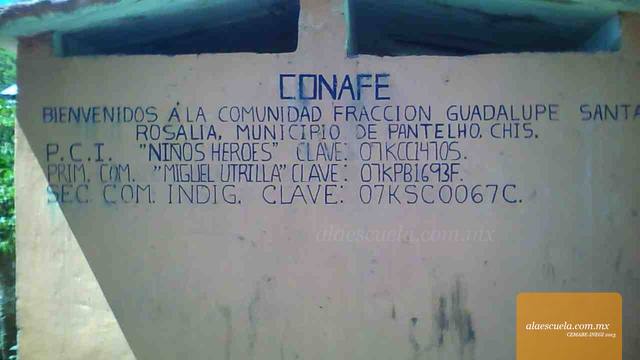 CONAFE
BIENVENIDOS A LA COMUNIDAD FRACCION GUADALUPE SANTA
ROSALIA, MUNICIPIO DE PANTELHO, CHIS.
P.C.I. "NIÑOS HEROES" CLAVE: 07KCC1470S.
PRIM. COM. "MIGUEL UTRILLA" CLAVE: 07KPB1693F.
SEC. COM. INDIG. CLAVE: 07KSC0067C.
alaescuela.com.mx
alaescuela.com.mx
CEMABE-INEGI 2013